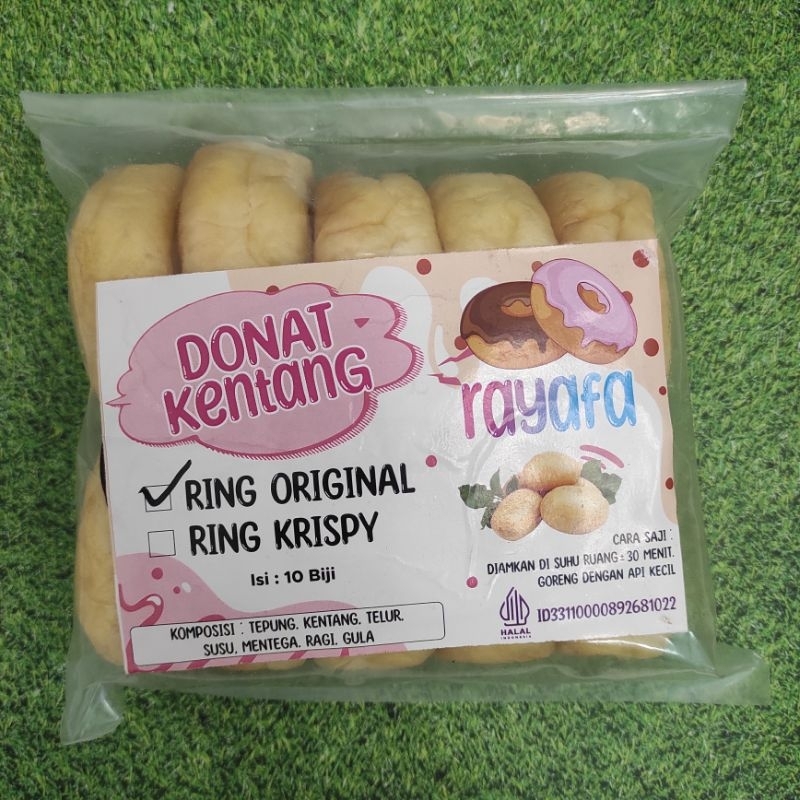 DONAT
Kentang
rayafa
RING ORIGINAL
RING KRISPY
Isi : 10 Biji
KOMPOSISI : TEPUNG, KENTANG, TELUR,
SUSU, MENTEGA, RAGI, GULA
CARA SAJI :
DIAMKAN DI SUHU RUANG ± 30 MENIT.
GORENG DENGAN API KECIL
HALAL
INDONESIA
ID33110000892681022